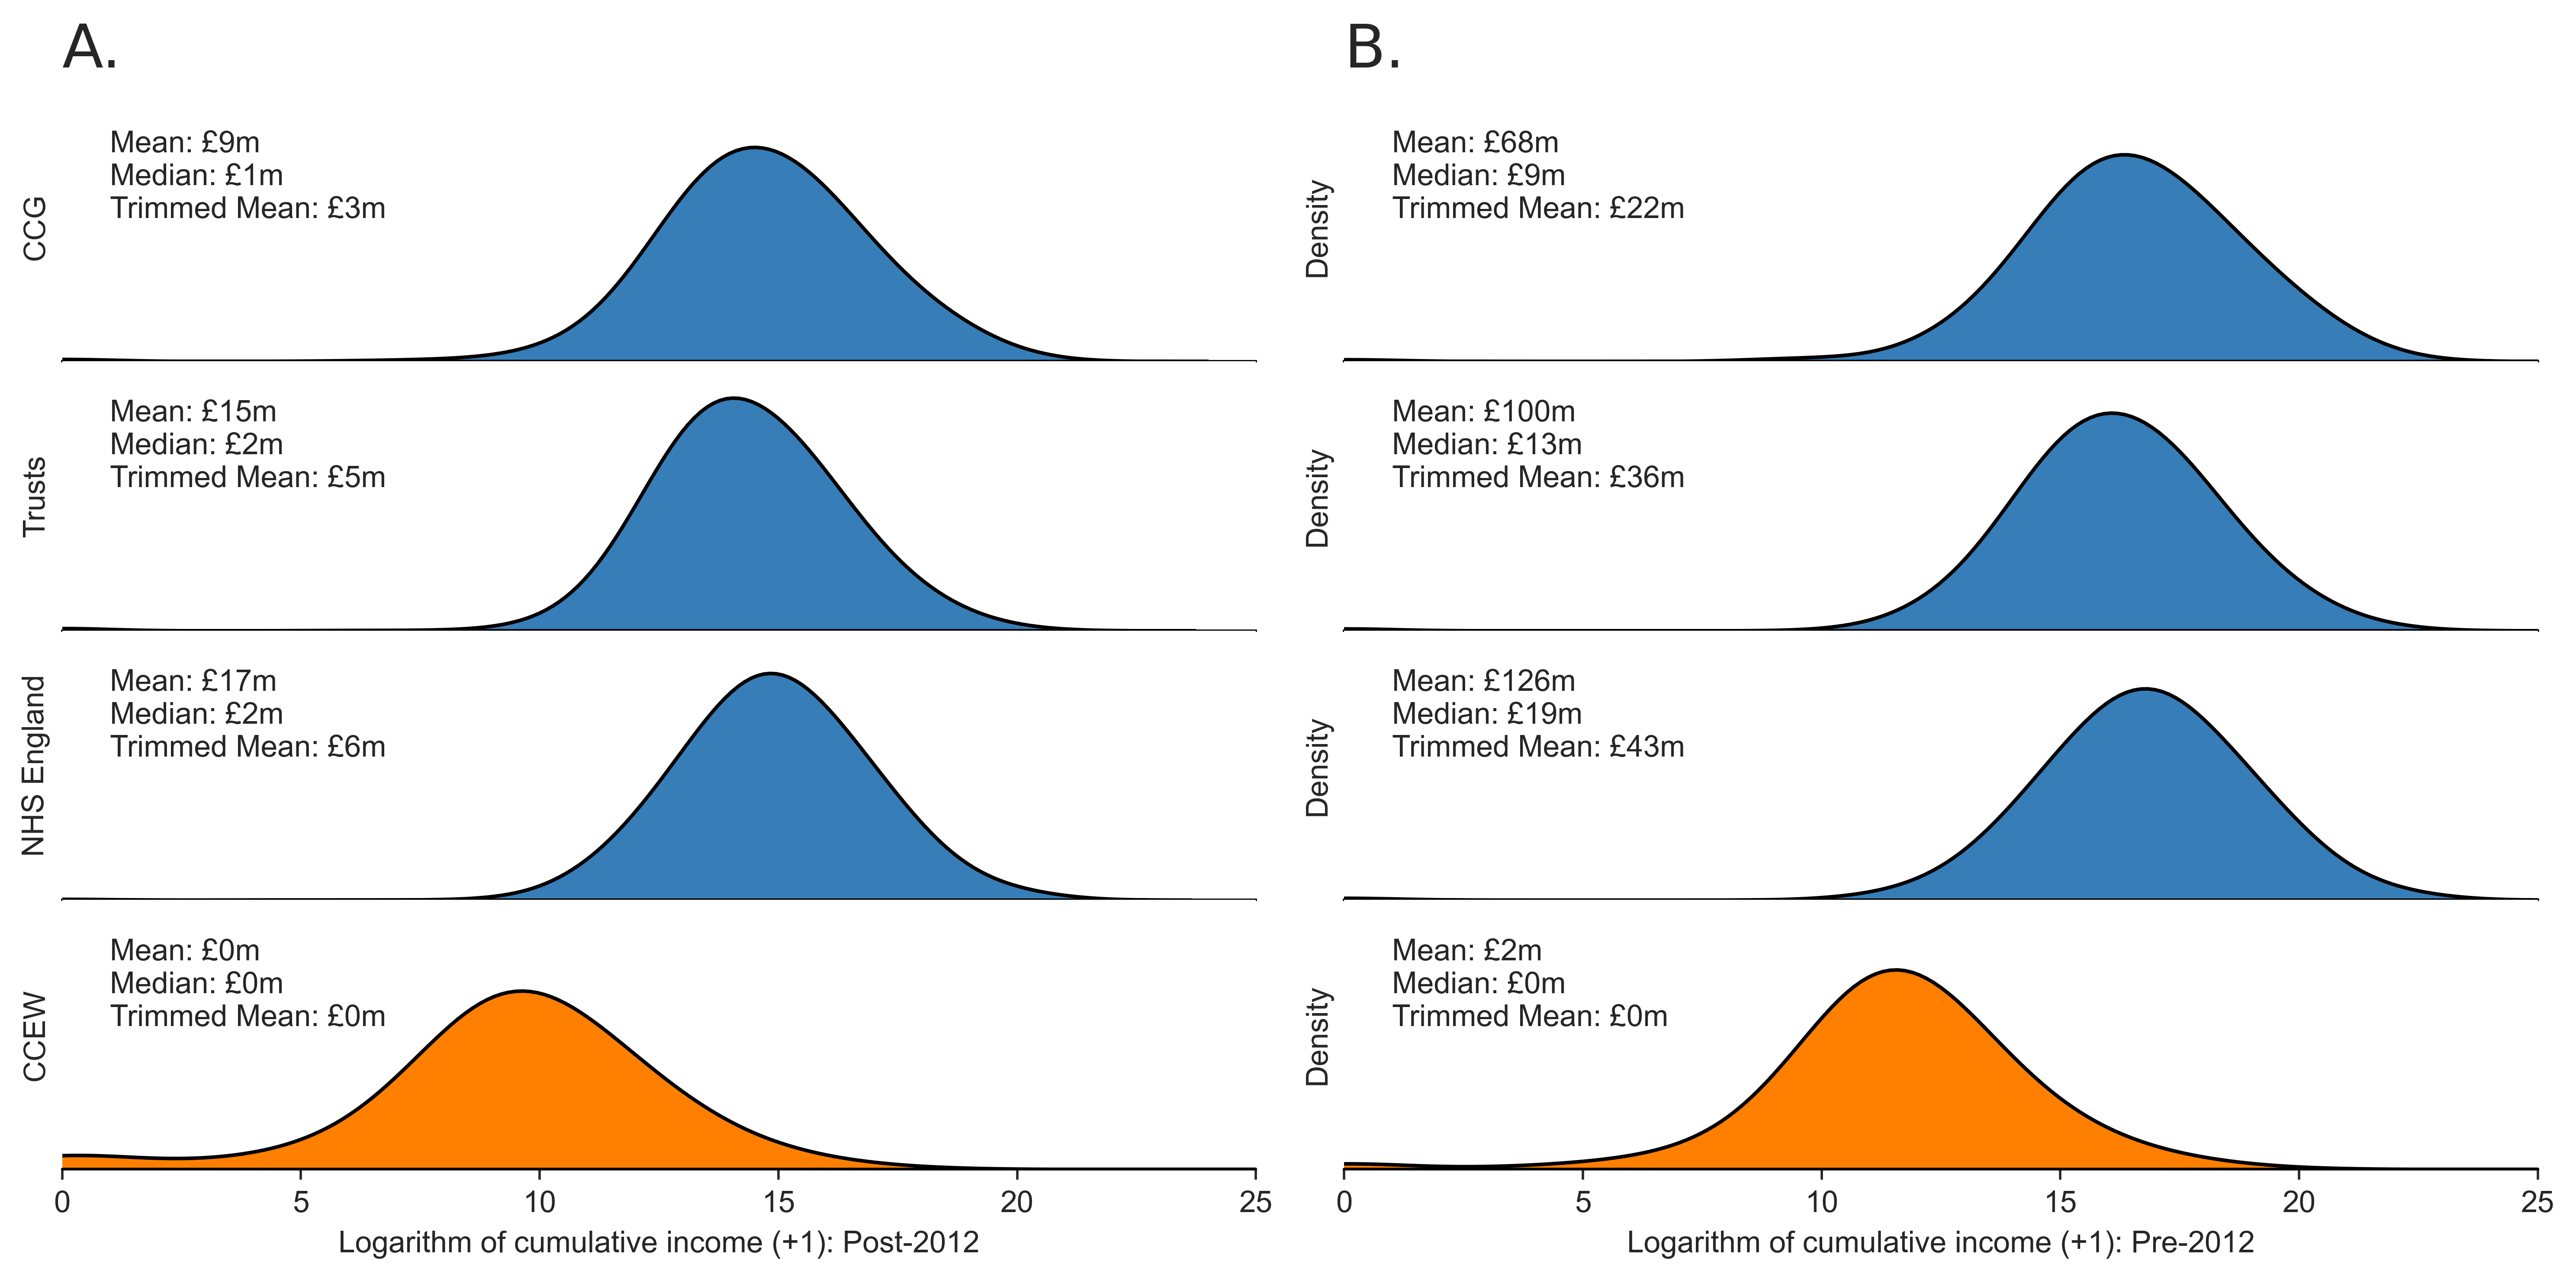 A.
CCG
Mean: £9m
Median: £1m
Trimmed Mean: £3m
Trusts
Mean: £15m
Median: £2m
Trimmed Mean: £5m
NHS England
Mean: £17m
Median: £2m
Trimmed Mean: £6m
CCEW
Mean: £0m
Median: £0m
Trimmed Mean: £0m
0 5 10 15 20 25
Logarithm of cumulative income (+1): Post-2012
B.
Density
Mean: £68m
Median: £9m
Trimmed Mean: £22m
Density
Mean: £100m
Median: £13m
Trimmed Mean: £36m
Density
Mean: £126m
Median: £19m
Trimmed Mean: £43m
Density
Mean: £2m
Median: £0m
Trimmed Mean: £0m
0 5 10 15 20 25
Logarithm of cumulative income (+1): Pre-2012